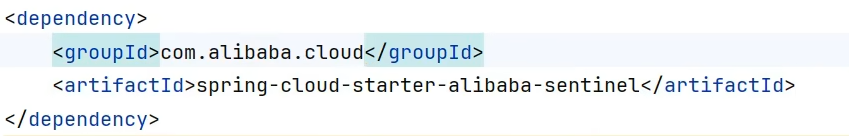 <dependency>
    <groupId>com.alibaba.cloud</groupId>
    <artifactId>spring-cloud-starter-alibaba-sentinel</artifactId>
</dependency>